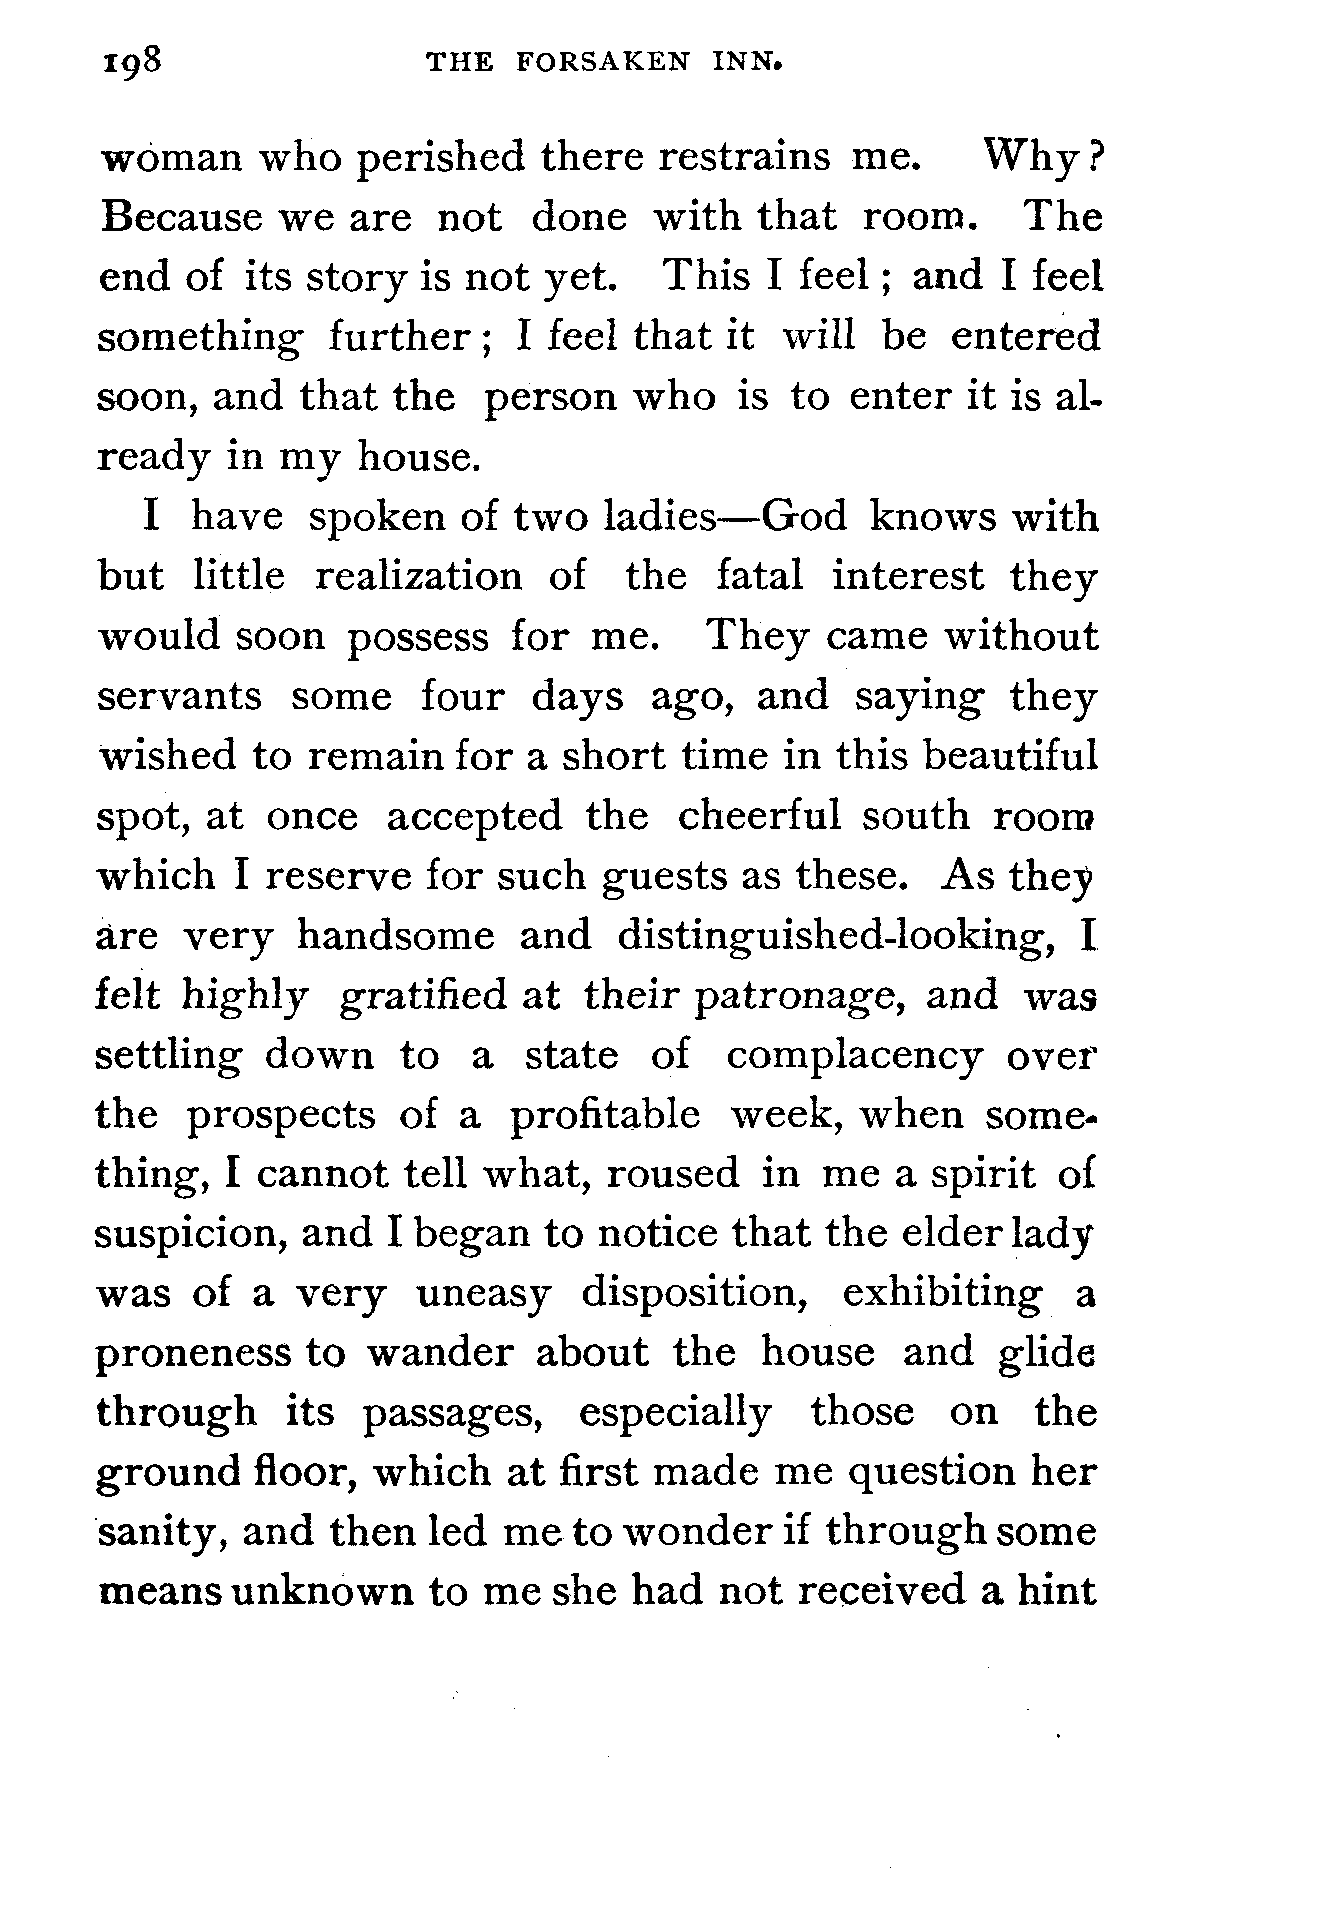 198 THE FORSAKEN INN.
woman who perished there restrains me. Why?
Because we are not done with that room. The
end of its story is not yet. This I feel; and I feel
something further; I feel that it will be entered
soon, and that the person who is to enter it is al-
ready in my house.
I have spoken of two ladies—God knows with
but little realization of the fatal interest they
would soon possess for me. They came without
servants some four days ago, and saying they
wished to remain for a short time in this beautiful
spot, at once accepted the cheerful south room
which I reserve for such guests as these. As they
are very handsome and distinguished-looking, I
felt highly gratified at their patronage, and was
settling down to a state of complacency over
the prospects of a profitable week, when some-
thing, I cannot tell what, roused in me a spirit of
suspicion, and I began to notice that the elder lady
was of a very uneasy disposition, exhibiting a
proneness to wander about the house and glide
through its passages, especially those on the
ground floor, which at first made me question her
sanity, and then led me to wonder if through some
means unknown to me she had not received a hint